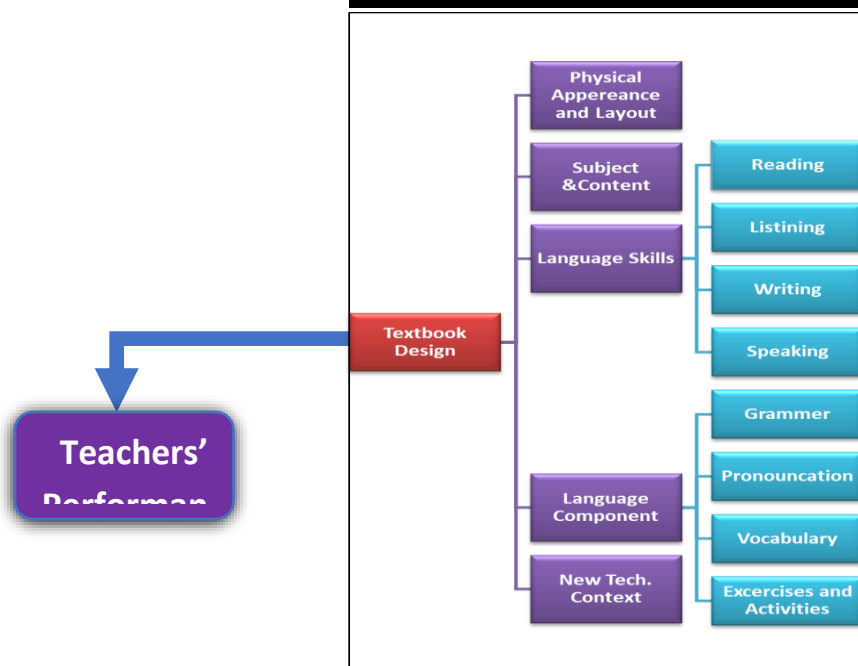 Physical
Appereance
and Layout
Subject
&Content
Language Skills
Reading
Listining
Writing
Speaking
Textbook
Design
Teachers’
Performan
Language
Component
Grammer
Pronouncation
Vocabulary
Excercises and
Activities
New Tech.
Context